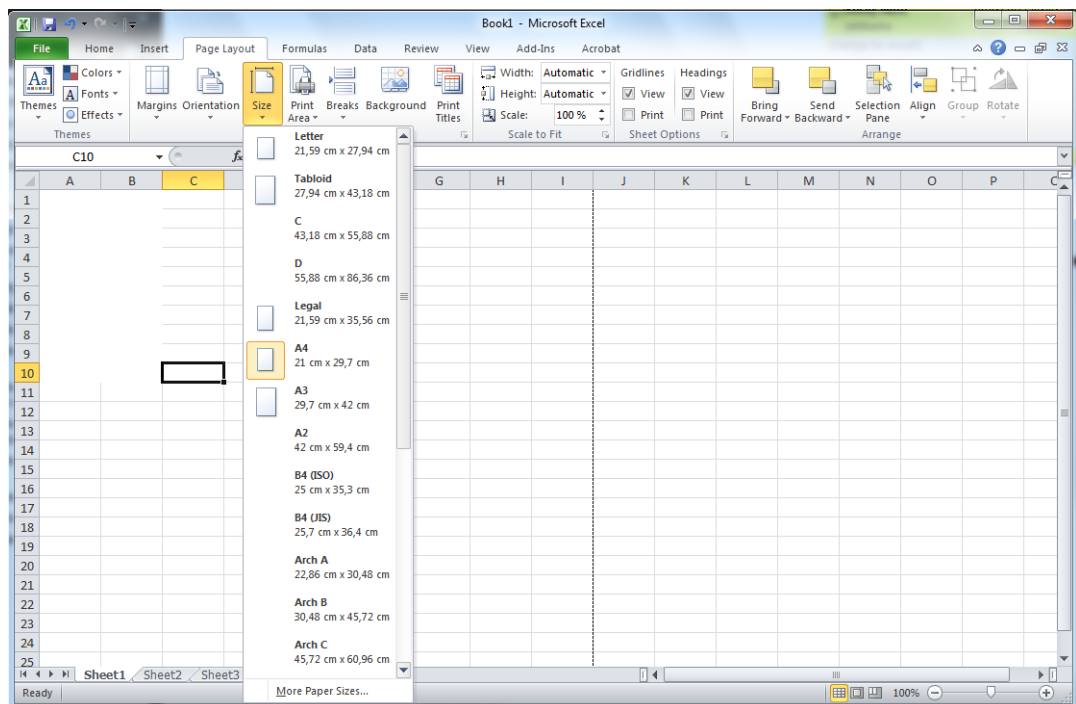 Book1 - Microsoft Excel
File Home Insert Page Layout Formulas Data Review View Add-Ins Acrobat
Colors
Fonts
Effects
Themes
Margins Orientation Size Print Area Breaks Background Print Titles
Width: Automatic
Height: Automatic
Scale: 100 %
Gridlines Headings
View View
Print Print
Bring Forward Send Backward Selection Pane Align Group Rotate
Themes Scale to Fit Sheet Options Arrange
C10 fx
A B C G H I J K L M N O P
1
2
3
4
5
6
7
8
9
10
11
12
13
14
15
16
17
18
19
20
21
22
23
24
25
Letter
21,59 cm x 27,94 cm
Tabloid
27,94 cm x 43,18 cm
C
43,18 cm x 55,88 cm
D
55,88 cm x 86,36 cm
Legal
21,59 cm x 35,56 cm
A4
21 cm x 29,7 cm
A3
29,7 cm x 42 cm
A2
42 cm x 59,4 cm
B4 (ISO)
25 cm x 35,3 cm
B4 (JIS)
25,7 cm x 36,4 cm
Arch A
22,86 cm x 30,48 cm
Arch B
30,48 cm x 45,72 cm
Arch C
45,72 cm x 60,96 cm
More Paper Sizes...
Sheet1 Sheet2 Sheet3
Ready 100%